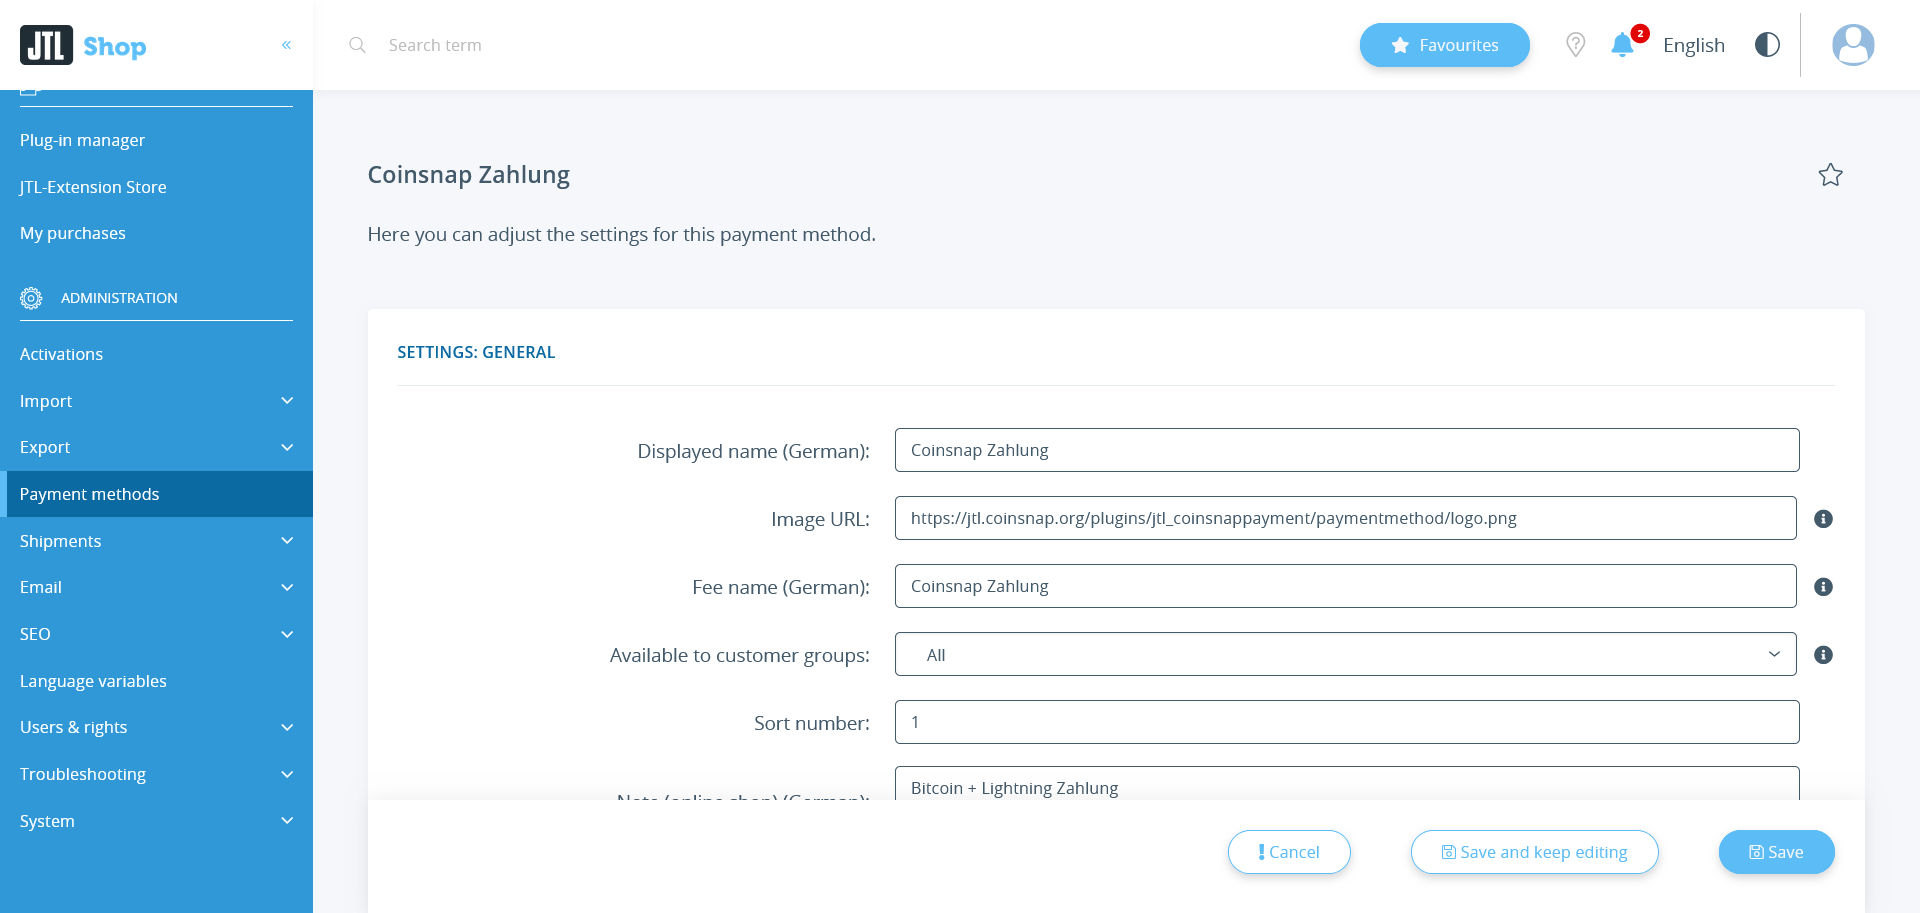 JTL Shop
«
Search term
Favourites
2
English
Plug-in manager
JTL-Extension Store
My purchases
ADMINISTRATION
Activations
Import
Export
Payment methods
Shipments
Email
SEO
Language variables
Users & rights
Troubleshooting
System
Coinsnap Zahlung
Here you can adjust the settings for this payment method.
SETTINGS: GENERAL
Displayed name (German): Coinsnap Zahlung
Image URL: https://jtl.coinsnap.org/plugins/jtl_coinsnappayment/paymentmethod/logo.png
Fee name (German): Coinsnap Zahlung
Available to customer groups: All
Sort number: 1
Note (online shop) (German): Bitcoin + Lightning Zahlung
Cancel
Save and keep editing
Save